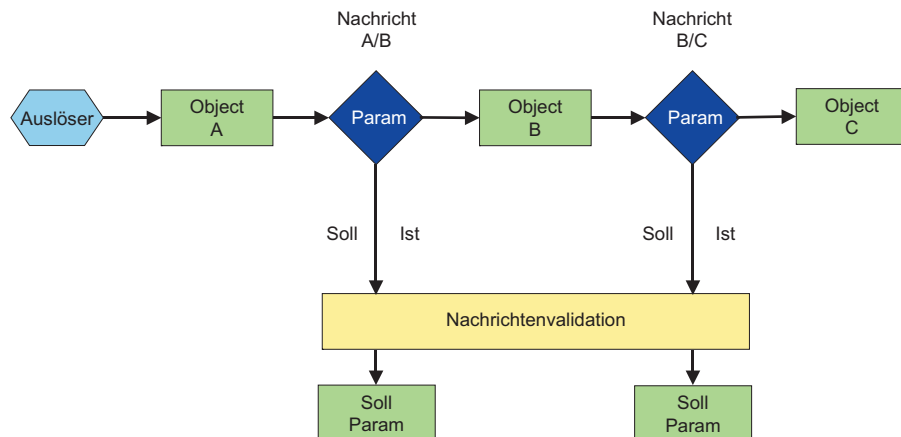 Nachricht
A/B
Nachricht
B/C
Auslöser
Object
A
Param
Object
B
Param
Object
C
Soll
Ist
Soll
Ist
Nachrichtenvalidation
Soll
Param
Soll
Param